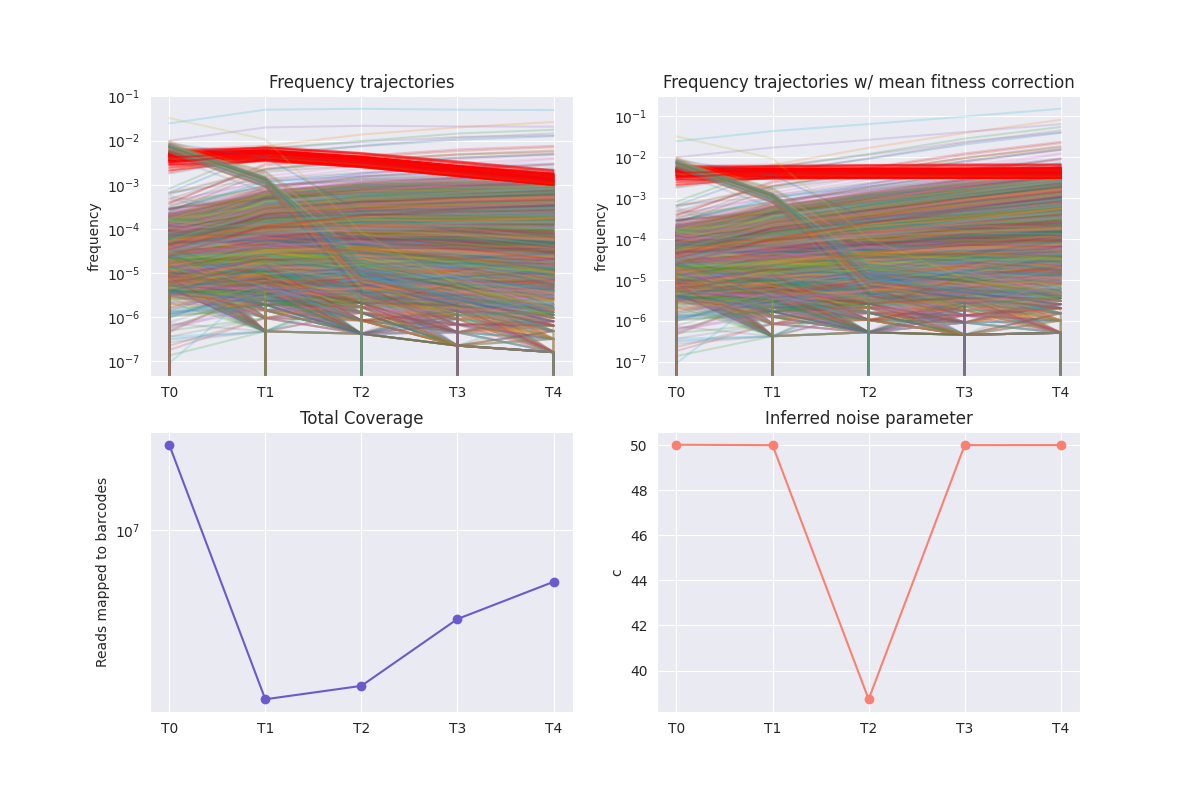 Frequency trajectories
10⁻¹
10⁻²
10⁻³
10⁻⁴
10⁻⁵
10⁻⁶
10⁻⁷
frequency
T0 T1 T2 T3 T4
Frequency trajectories w/ mean fitness correction
10⁻¹
10⁻²
10⁻³
10⁻⁴
10⁻⁵
10⁻⁶
10⁻⁷
frequency
T0 T1 T2 T3 T4
Total Coverage
10⁷
Reads mapped to barcodes
T0 T1 T2 T3 T4
Inferred noise parameter
50
48
46
44
42
40
c
T0 T1 T2 T3 T4